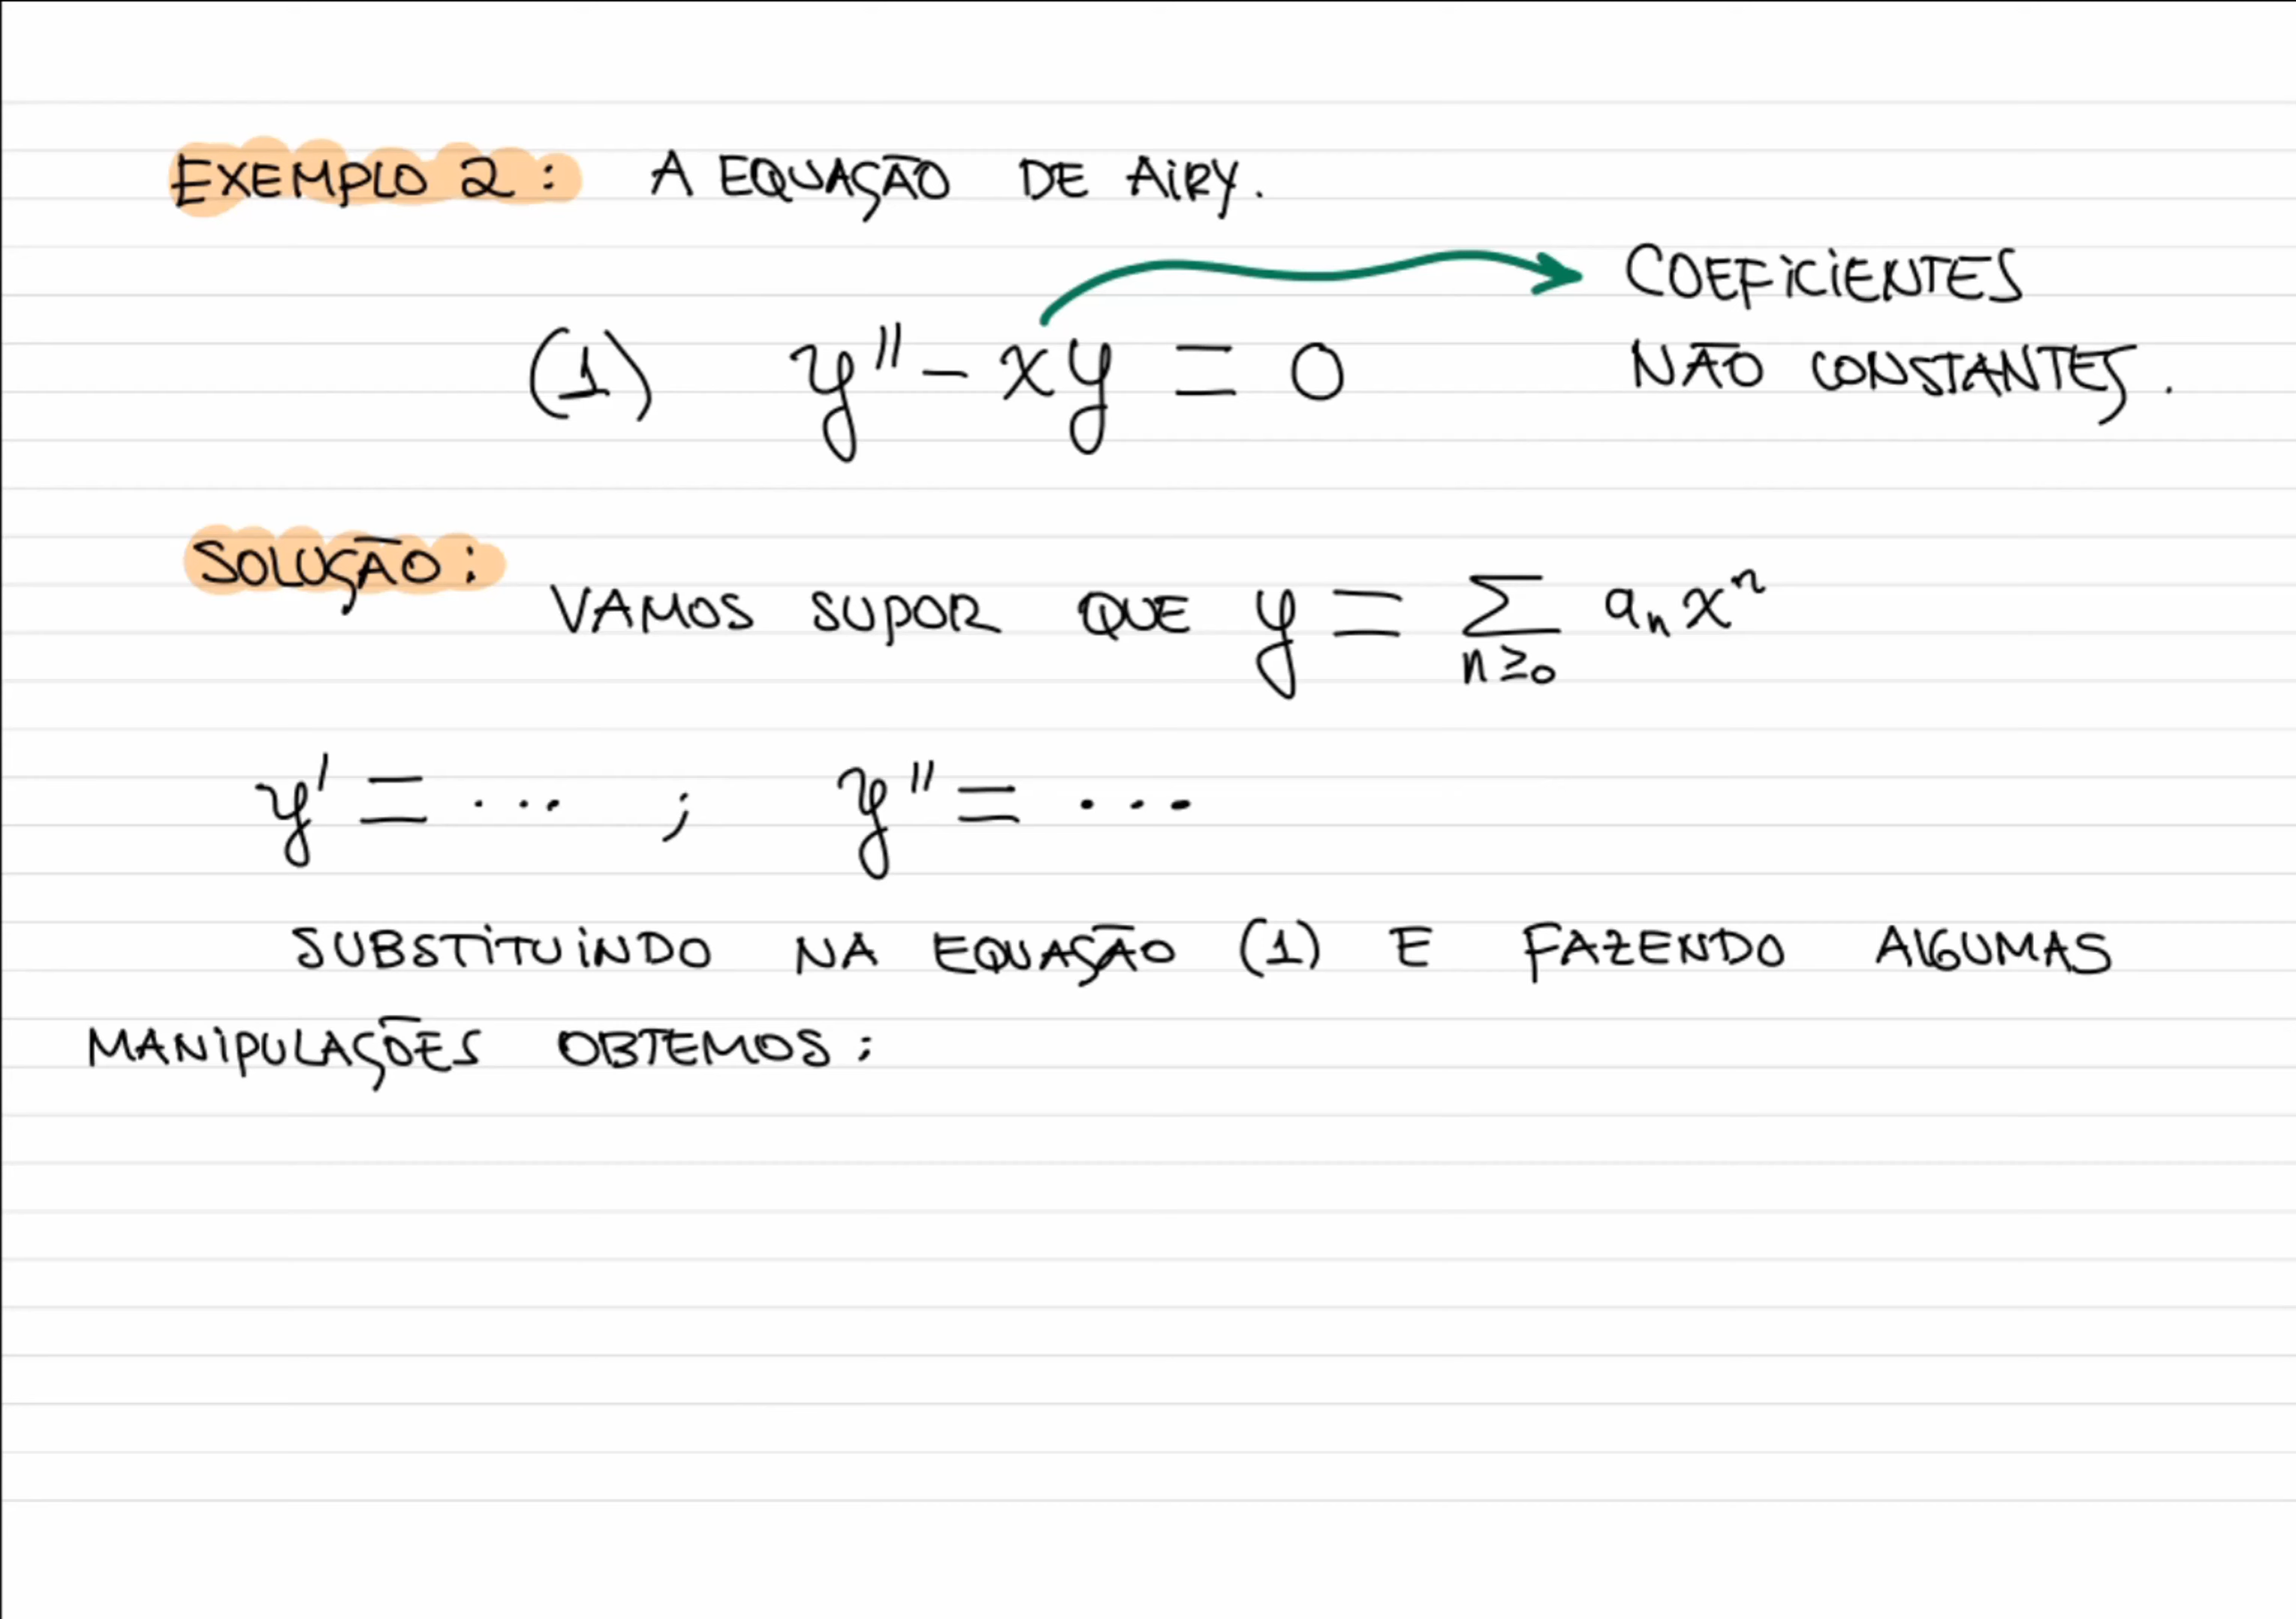 EXEMPLO 2: A EQUAÇÃO DE AIRY.
(1) y'' - xy = 0
COEFICIENTES
NÃO CONSTANTES.
SOLUÇÃO:
VAMOS SUPOR QUE y = ∑_{n≥0} a_n x^n
y' = ... ; y'' = ...
SUBSTITUINDO NA EQUAÇÃO (1) E FAZENDO ALGUMAS
MANIPULAÇÕES OBTEMOS: